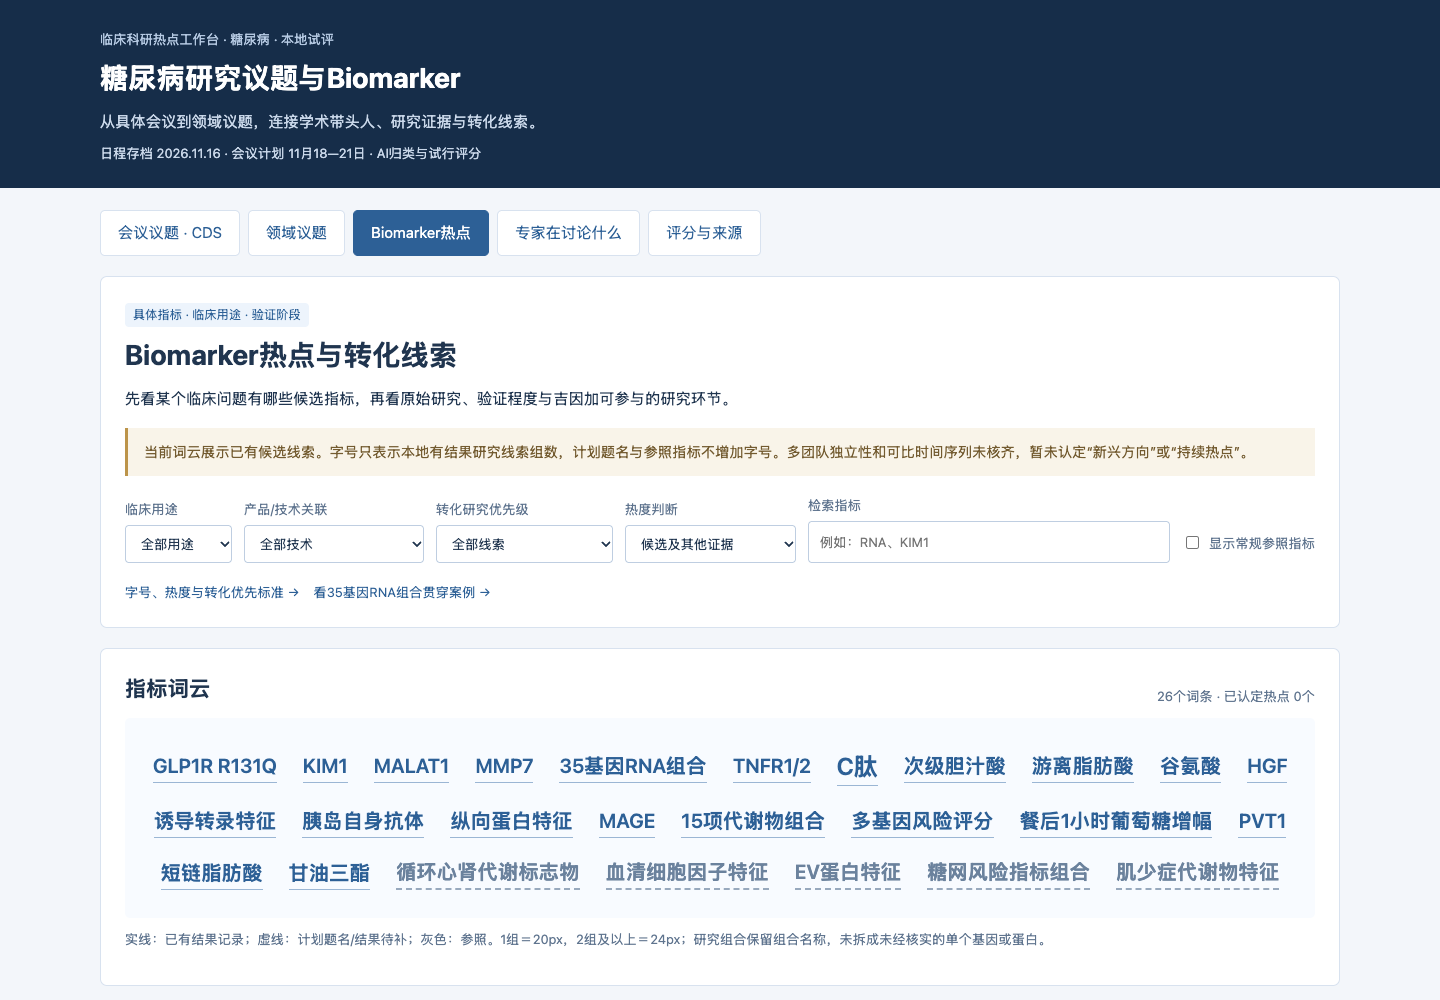 临床科研热点工作台 · 糖尿病 · 本地试评
糖尿病研究议题与Biomarker
从具体会议到领域议题，连接学术带头人、研究证据与转化线索。
日程存档 2026.11.16 · 会议计划 11月18—21日 · AI归类与试行评分
会议议题 · CDS 领域议题 Biomarker热点 专家在讨论什么 评分与来源
具体指标 · 临床用途 · 验证阶段
Biomarker热点与转化线索
先看某个临床问题有哪些候选指标，再看原始研究、验证程度与吉因加可参与的研究环节。
当前词云展示已有候选线索。字号只表示本地有结果研究线索组数，计划题名与参照指标不增加字号。多团队独立性和可比时间序列未核齐，暂未认定“新兴方向”或“持续热点”。
临床用途 产品/技术关联 转化研究优先级 热度判断 检索指标
全部用途 全部技术 全部线索 候选及其他证据 例如：RNA、KIM1 显示常规参照指标
字号、热度与转化优先标准 → 看35基因RNA组合贯穿案例 →
指标词云
26个词条 · 已认定热点 0个
GLP1R R131Q KIM1 MALAT1 MMP7 35基因RNA组合 TNFR1/2 C肽 次级胆汁酸 游离脂肪酸 谷氨酸 HGF
诱导转录特征 胰岛自身抗体 纵向蛋白特征 MAGE 15项代谢物组合 多基因风险评分 餐后1小时葡萄糖增幅 PVT1
短链脂肪酸 甘油三酯 循环心肾代谢标志物 血清细胞因子特征 EV蛋白特征 糖网风险指标组合 肌少症代谢物特征
实线：已有结果记录；虚线：计划题名/结果待补；灰色：参照。1组＝20px，2组及以上＝24px；研究组合保留组合名称，未拆成未经核实的单个基因或蛋白。